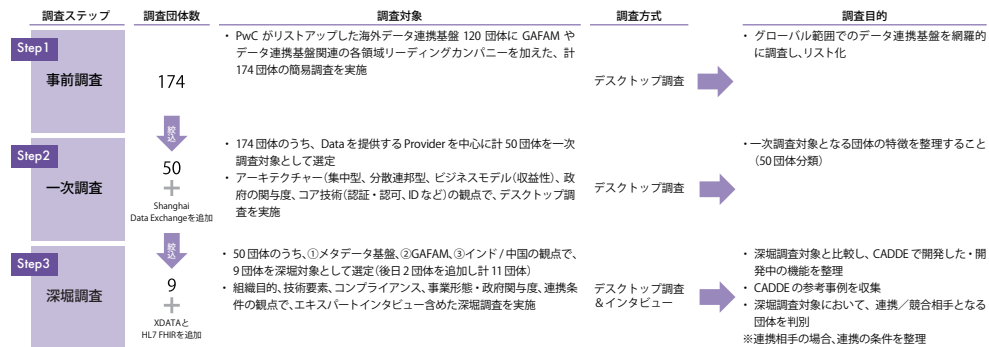 調査ステップ
調査団体数
調査対象
調査方式
調査目的
Step1
事前調査
174
・ PwC がリストアップした海外データ連携基盤 120 団体に GAFAM や
データ連携基盤関連の各領域リーディングカンパニーを加えた、計
174 団体の簡易調査を実施
デスクトップ調査
・ グローバル範囲でのデータ連携基盤を網羅的
に調査し、リスト化
絞込
Step2
一次調査
50
+
Shanghai
Data Exchangeを追加
・ 174 団体のうち、Data を提供する Provider を中心に計 50 団体を一次
調査対象として選定
・ アーキテクチャー（集中型、分散連邦型、ビジネスモデル（収益性）、政
府の関与度、コア技術（認証・認可、ID など）の観点で、デスクトップ調
査を実施
デスクトップ調査
・一次調査対象となる団体の特徴を整理すること
（50 団体分類）
絞込
Step3
深堀調査
9
+
XDATAと
HL7 FHIRを追加
・ 50 団体のうち、①メタデータ基盤、②GAFAM、③インド / 中国の観点で、
9 団体を深堀対象として選定（後日 2 団体を追加し計 11 団体）
・ 組織目的、技術要素、コンプライアンス、事業形態・政府関与度、連携条
件の観点で、エキスパートインタビュー含めた深堀調査を実施
デスクトップ調査
＆インタビュー
・ 深堀調査対象と比較し、CADDE で開発した・開
発中の機能を整理
・ CADDE の参考事例を収集
・ 深堀調査対象において、連携／競合相手となる
団体を判別
※連携相手の場合、連携の条件を整理